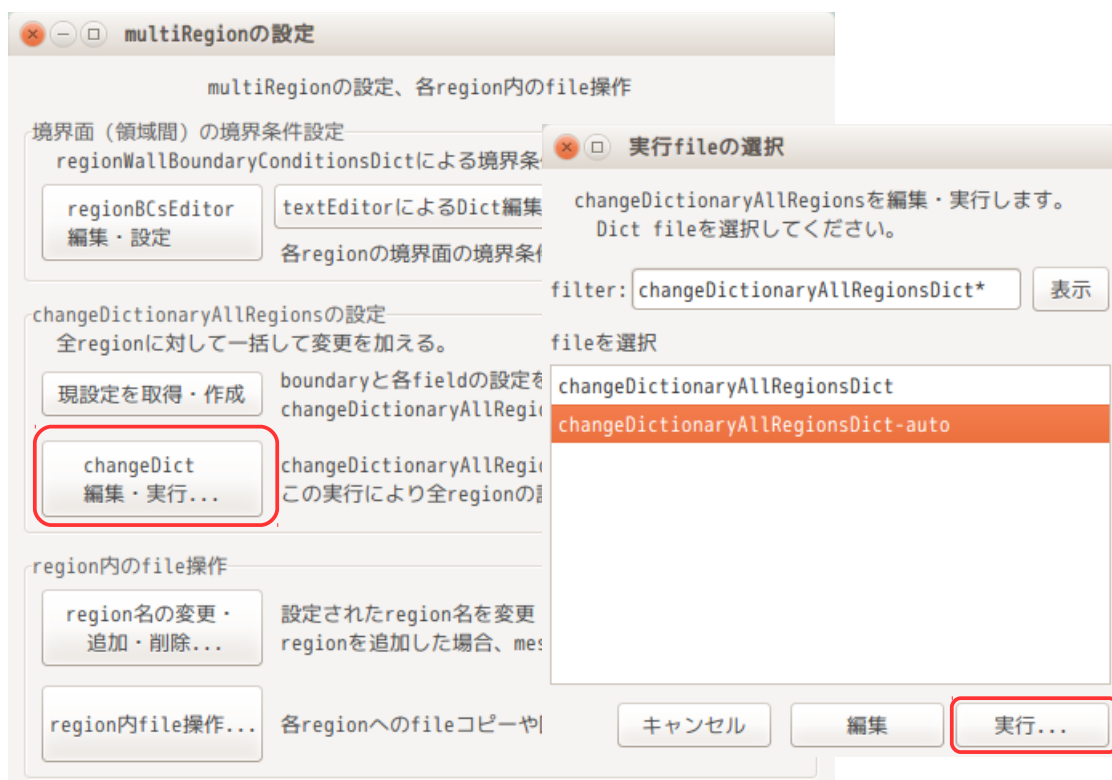 multiRegionの設定
multiRegionの設定、各region内のfile操作
境界面（領域間）の境界条件設定
regionWallBoundaryConditionsDictによる境界条
regionBCsEditor
編集・設定
textEditorによるDict編集
各regionの境界面の境界条
changeDictionaryAllRegionsの設定
全regionに対して一括して変更を加える。
現設定を取得・作成
boundaryと各fieldの設定を
changeDictionaryAllRegi
changeDict
編集・実行...
changeDictionaryAllRegi
この実行により全regionの
region内のfile操作
region名の変更・
追加・削除...
設定されたregion名を変更
regionを追加した場合、mes
region内file操作...
各regionへのfileコピーや
実行fileの選択
changeDictionaryAllRegionsを編集・実行します。
Dict fileを選択してください。
filter:
changeDictionaryAllRegionsDict*
表示
fileを選択
changeDictionaryAllRegionsDict
changeDictionaryAllRegionsDict-auto
キャンセル
編集
実行...